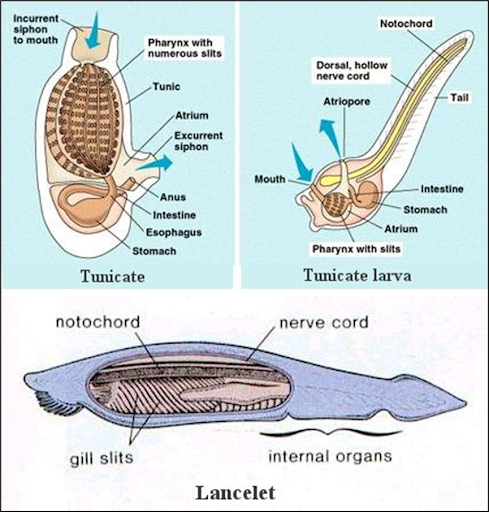 Incurrent
siphon
to mouth
Pharynx with
numerous slits
Tunic
Atrium
Excurrent
siphon
Anus
Intestine
Esophagus
Stomach
Tunicate
Notochord
Dorsal, hollow
nerve cord
Atriopore
Tail
Mouth
Intestine
Stomach
Atrium
Pharynx with slits
Tunicate larva
notochord
nerve cord
gill slits
internal organs
Lancelet